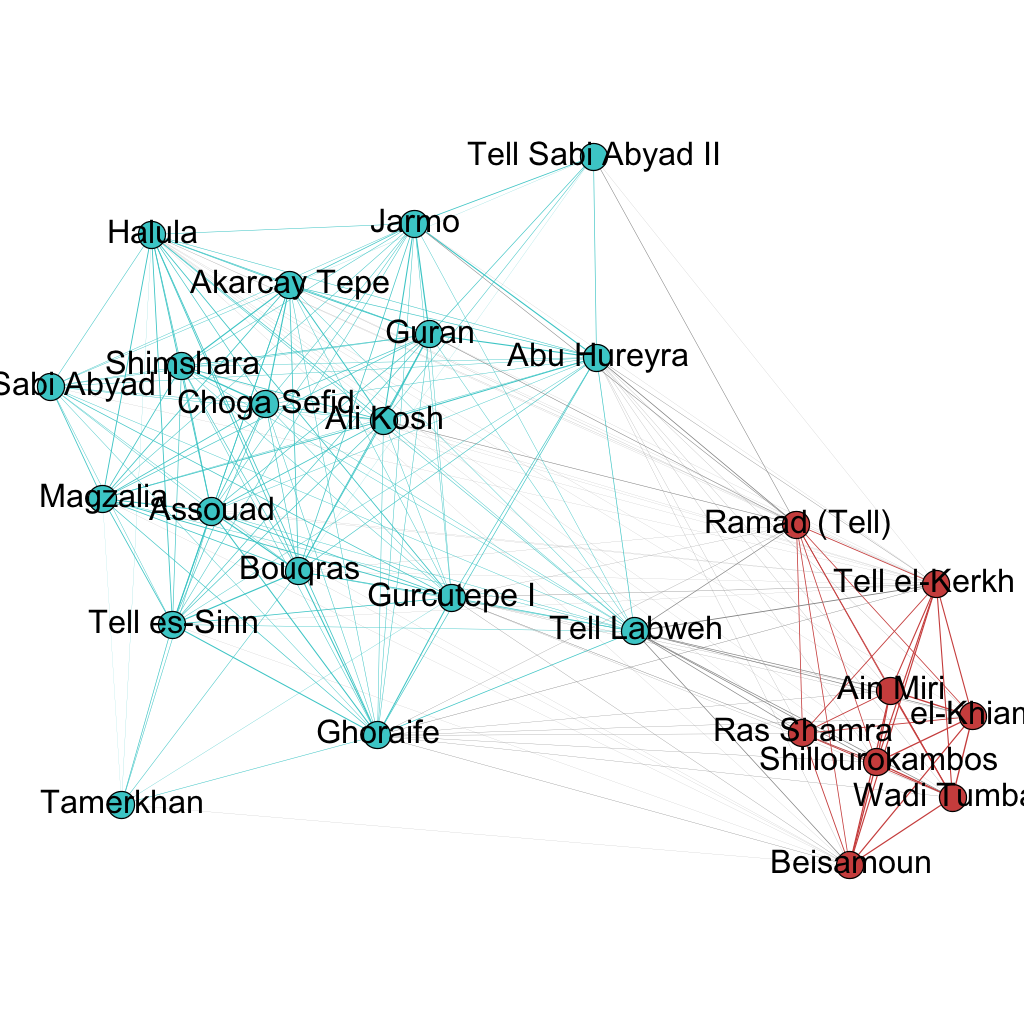 Tell Sabi Abyad II
Halula
Jarmo
Akarcay Tepe
Guran
Abu Hureyra
Shimshara
Sabi Abyad I
Choga Sefid
Ali Kosh
Magzalia
Assouad
Ramad (Tell)
Bouqras
Tell el-Kerkh
Gurcutepe I
Tell es-Sinn
Tell Labweh
Ain Miri
el-Khiam
Ghoraife
Ras Shamra
Shillourokambos
Wadi Tumba
Tamerkhan
Beisamoun